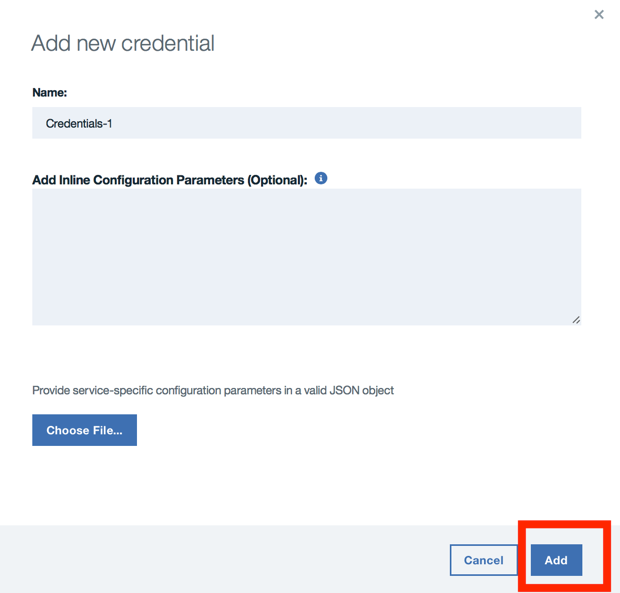 Add new credential
Name:
Credentials-1
Add Inline Configuration Parameters (Optional):
Provide service-specific configuration parameters in a valid JSON object
Choose File...
Cancel
Add